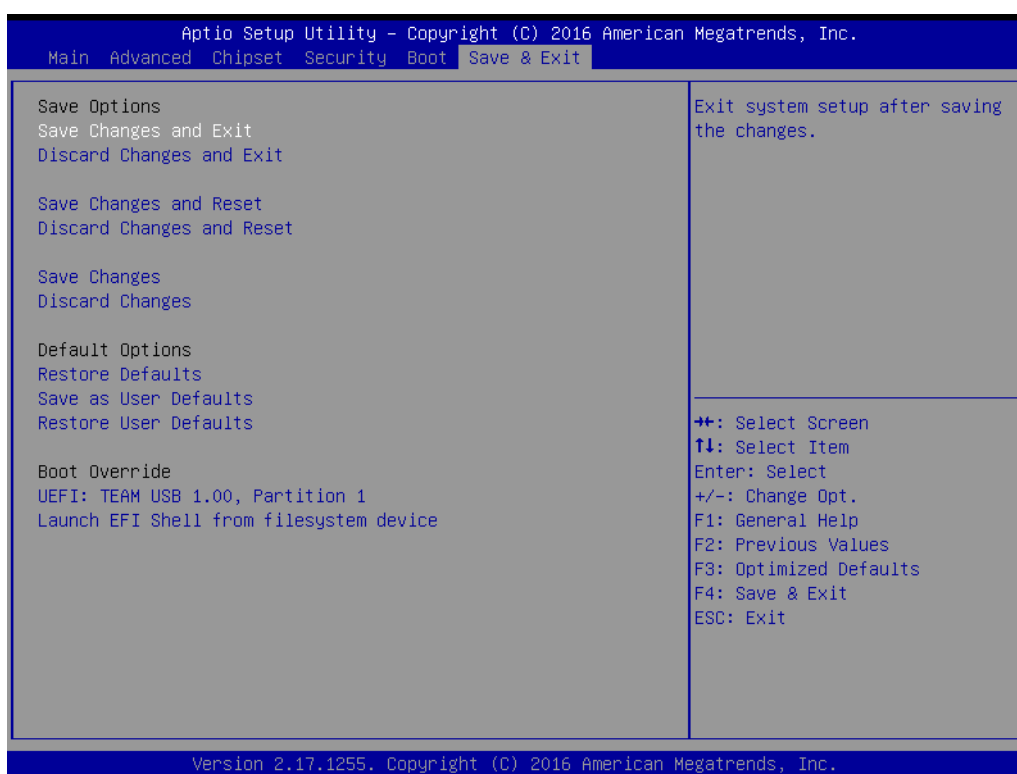 Aptio Setup Utility – Copyright (C) 2016 American Megatrends, Inc.
Main Advanced Chipset Security Boot Save & Exit
Save Options
Save Changes and Exit
Discard Changes and Exit
Save Changes and Reset
Discard Changes and Reset
Save Changes
Discard Changes
Default Options
Restore Defaults
Save as User Defaults
Restore User Defaults
Boot Override
UEFI: TEAM USB 1.00, Partition 1
Launch EFI Shell from filesystem device
Exit system setup after saving
the changes.
→←: Select Screen
↑↓: Select Item
Enter: Select
+/-: Change Opt.
F1: General Help
F2: Previous Values
F3: Optimized Defaults
F4: Save & Exit
ESC: Exit
Version 2.17.1255. Copyright (C) 2016 American Megatrends, Inc.